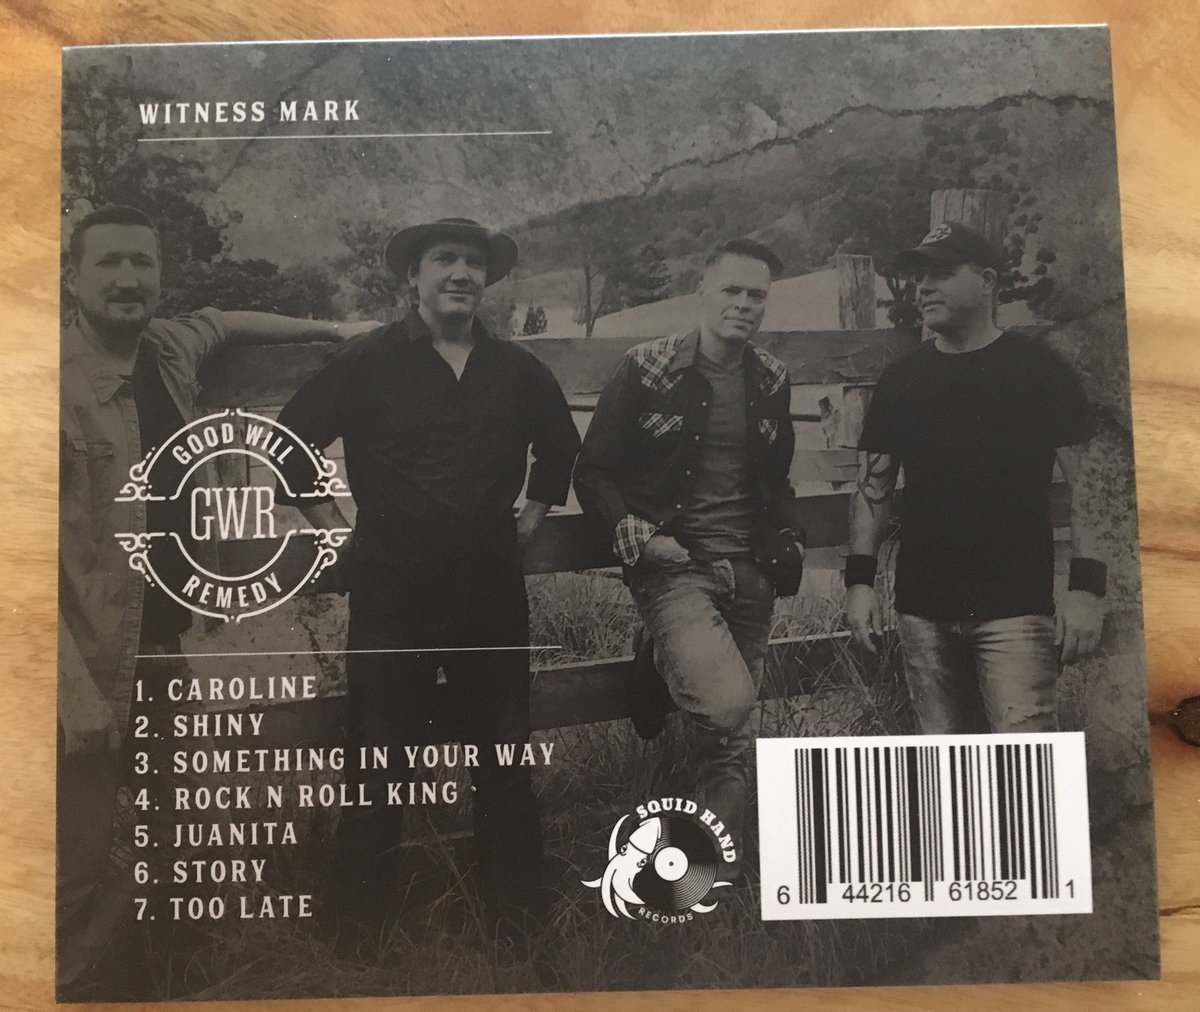 WITNESS MARK
GOOD WILL
GWR
REMEDY
1. CAROLINE
2. SHINY
3. SOMETHING IN YOUR WAY
4. ROCK N ROLL KING
5. JUANITA
6. STORY
7. TOO LATE
SQUID HAND
RECORDS
6 44216 61852 1